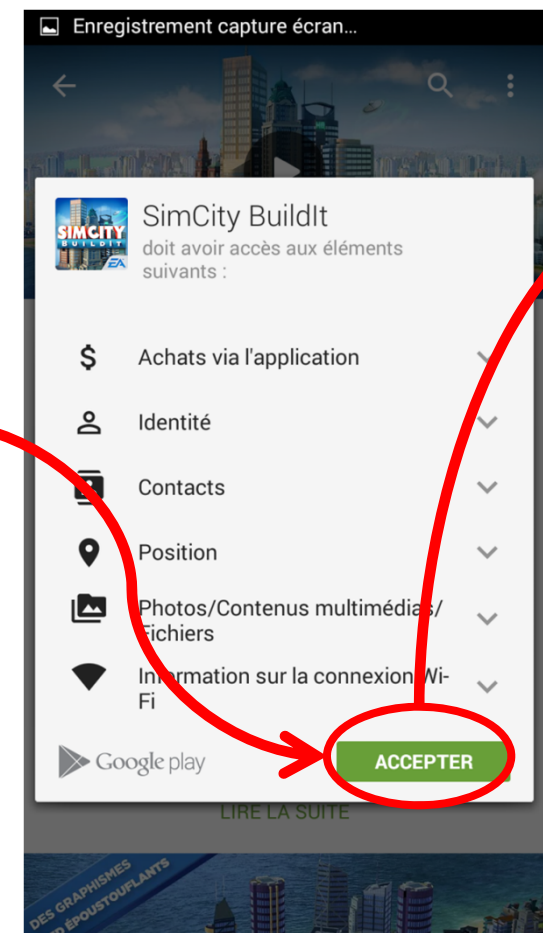 Enregistrement capture écran...
SimCity BuildIt
SIMCITY
BUILDIT
EA
doit avoir accès aux éléments
suivants :
$
Achats via l'application
Identité
Contacts
Position
Photos/Contenus multimédias/
Fichiers
Information sur la connexion Wi-
Fi
Google play
ACCEPTER
LIRE LA SUITE
DES GRAPHISMES
ÉPOUSTOUFLANTS